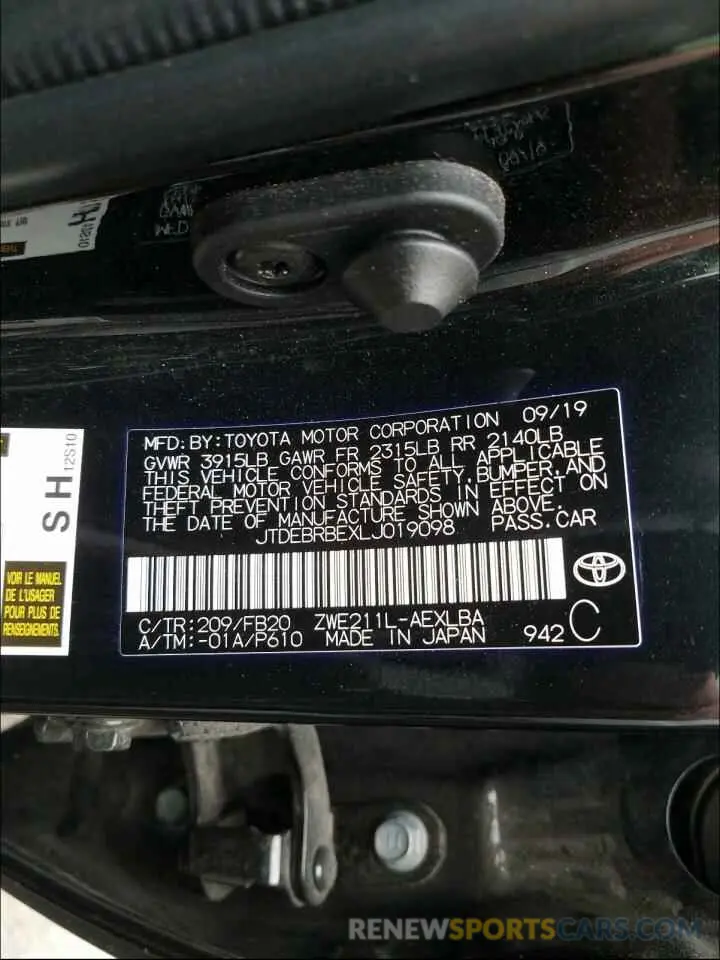 S H
12S10
VOIR LE MANUEL
DE L'USAGER
POUR PLUS DE
RENSEIGNEMENTS.
MFD. BY: TOYOTA MOTOR CORPORATION 09/19
GVWR 3915LB GAWR FR 2315LB RR 2140LB
THIS VEHICLE CONFORMS TO ALL APPLICABLE
FEDERAL MOTOR VEHICLE SAFETY, BUMPER, AND
THEFT PREVENTION STANDARDS IN EFFECT ON
THE DATE OF MANUFACTURE SHOWN ABOVE.
JTDEBRBEXLJ019098 PASS. CAR
C/TR: 209/FB20 ZWE211L-AEXLBA
A/TM: -01A/P610 MADE IN JAPAN 942 C
RENEWSPORTSCARS.COM